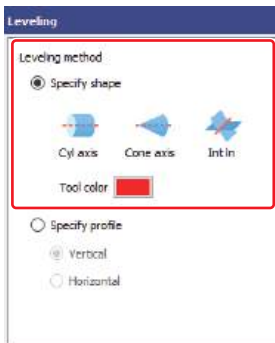 Leveling
Leveling method
Specify shape
Cyl axis Cone axis Int ln
Tool color
Specify profile
Vertical
Horizontal